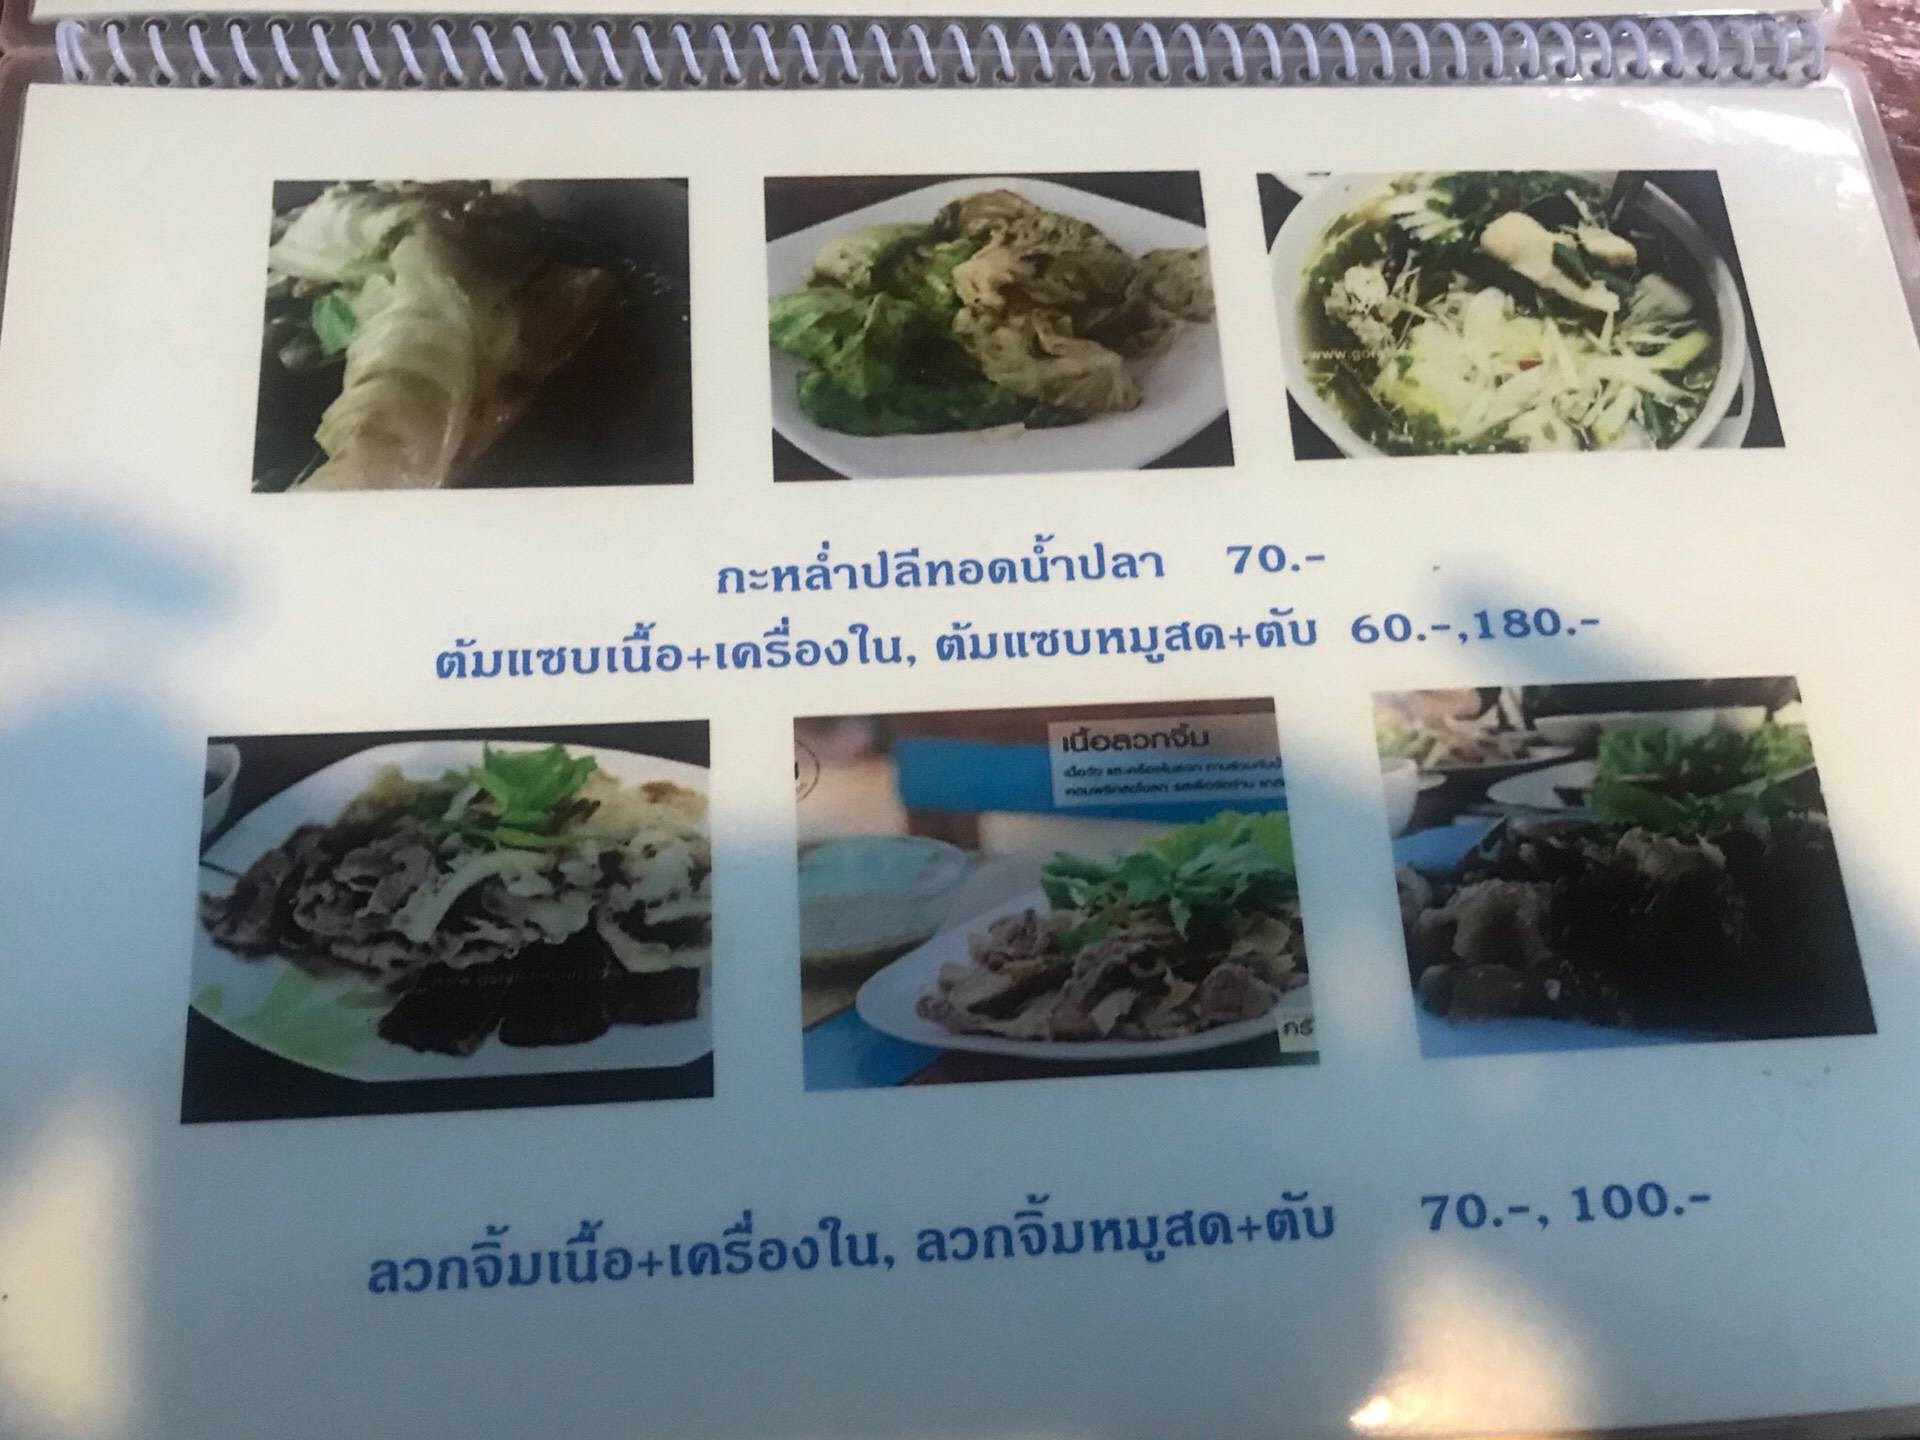 www.go
กะหล่ำปลีทอดน้ำปลา 70.-
ต้มแซบเนื้อ+เครื่องใน, ต้มแซบหมูสด+ตับ 60.-,180.-
เนื้อลวกจิ้ม
ลวกจิ้มเนื้อ+เครื่องใน, ลวกจิ้มหมูสด+ตับ 70.-, 100.-